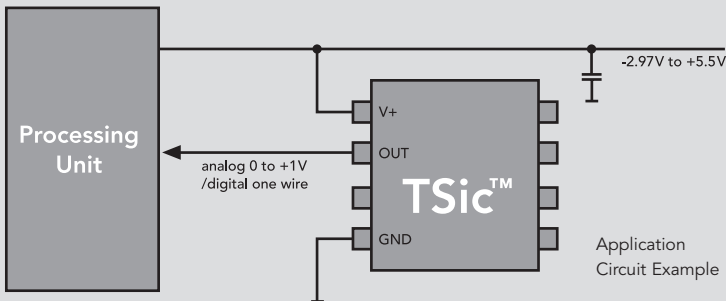 -2.97V to +5.5V
V+
Processing
Unit
OUT
analog 0 to +1V
/digital one wire
TSic™
GND
Application
Circuit Example